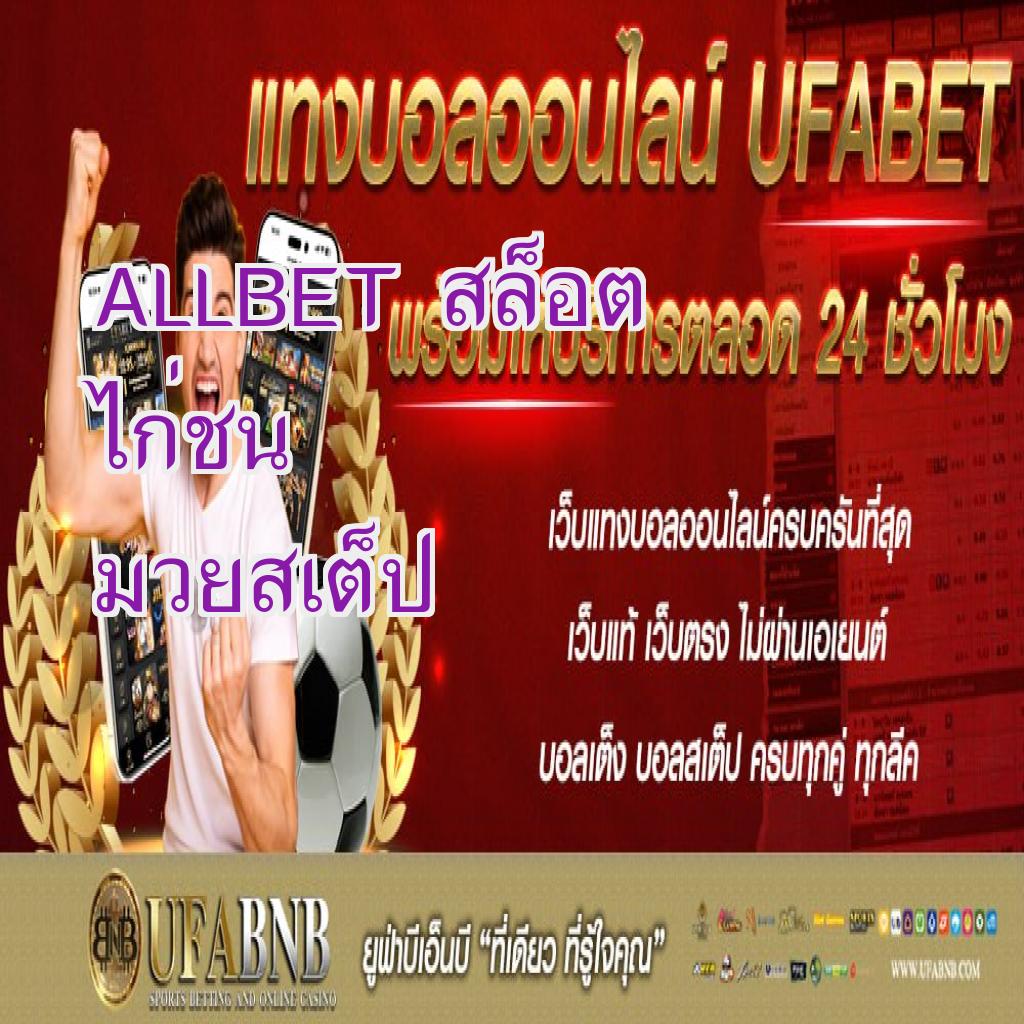 แทงบอลออนไลน์ UFABET
ALLBET สล็อต
พร้อมให้บริการตลอด 24 ชั่วโมง
ไก่ชน
เว็บแทงบอลออนไลน์ครบครันที่สุด
มวยสเต็ป
เว็บแท้ เว็บตรง ไม่ผ่านเอเยนต์
บอลเต็ง บอลสเต็ป ครบทุกคู่ ทุกลีค
BNB UFABNB
SPORTS BETTING AND ONLINE CASINO
ยูฟ่าบีเอ็นบี “ที่เดียว ที่รู้ใจคุณ”
WWW.UFABNB.COM